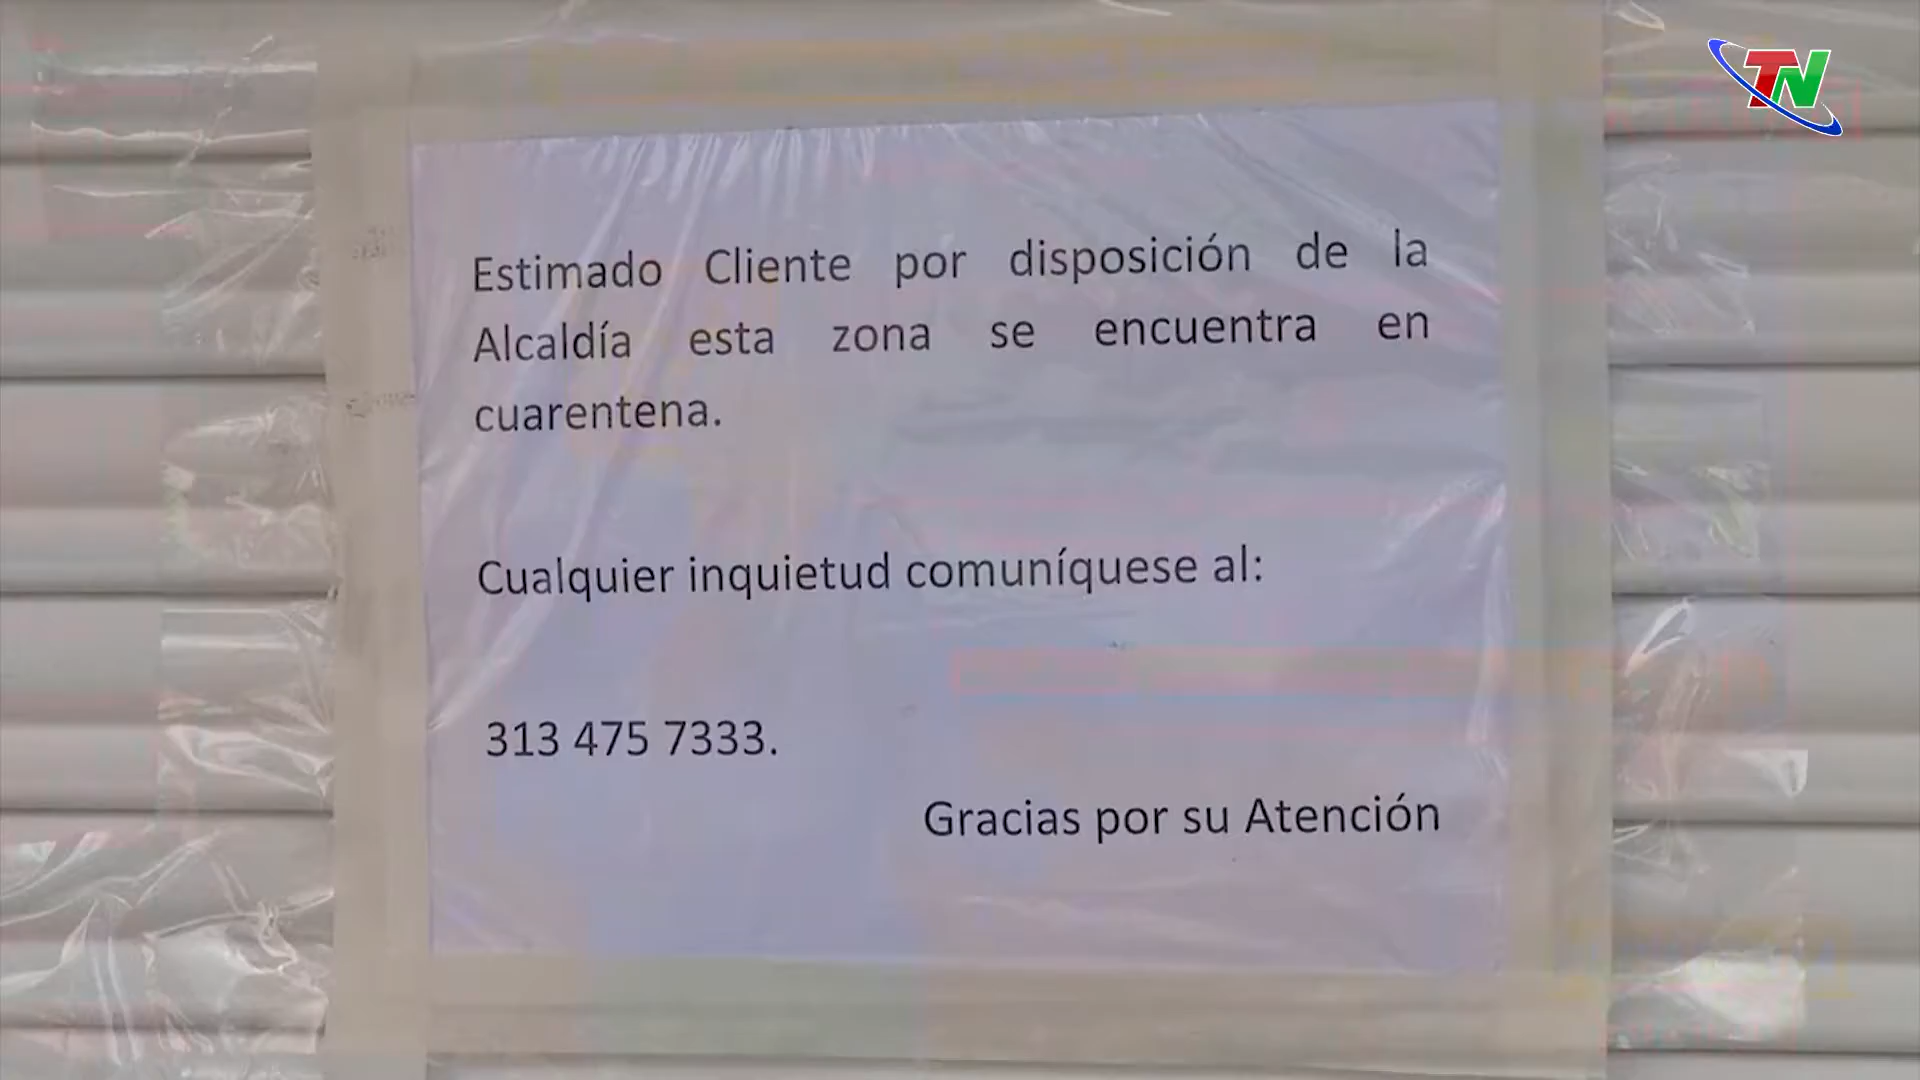 TN
Estimado Cliente por disposición de la
Alcaldía esta zona se encuentra en
cuarentena.
Cualquier inquietud comuníquese al:
313 475 7333.
Gracias por su Atención